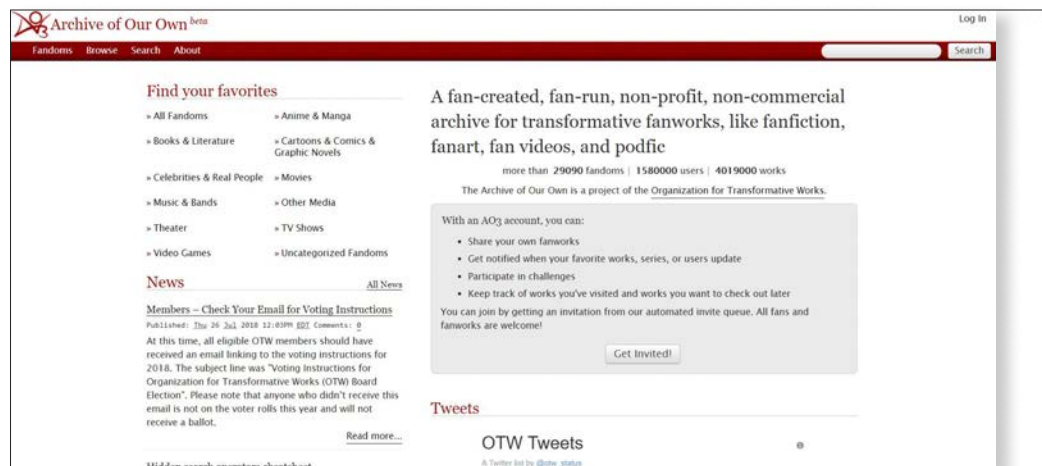 Archive of Our Own beta
Log In
Fandoms Browse Search About
Search
Find your favorites
» All Fandoms
» Anime & Manga
» Books & Literature
» Cartoons & Comics &
Graphic Novels
» Celebrities & Real People
» Movies
» Music & Bands
» Other Media
» Theater
» TV Shows
» Video Games
» Uncategorized Fandoms
News
All News
Members – Check Your Email for Voting Instructions
Published: Thu 26 Jul 2018 12:03PM EDT Comments: 0
At this time, all eligible OTW members should have
received an email linking to the voting instructions for
2018. The subject line was "Voting Instructions for
Organization for Transformative Works (OTW) Board
Election". Please note that anyone who didn't receive this
email is not on the voter rolls this year and will not
receive a ballot.
Read more...
Hidden search operators cheatsheet
A fan-created, fan-run, non-profit, non-commercial
archive for transformative fanworks, like fanfiction,
fanart, fan videos, and podfic
more than 29090 fandoms | 1580000 users | 4019000 works
The Archive of Our Own is a project of the Organization for Transformative Works.
With an AO3 account, you can:
• Share your own fanworks
• Get notified when your favorite works, series, or users update
• Participate in challenges
• Keep track of works you've visited and works you want to check out later
You can join by getting an invitation from our automated invite queue. All fans and
fanworks are welcome!
Get Invited!
Tweets
OTW Tweets
A Twitter list by @otw_status